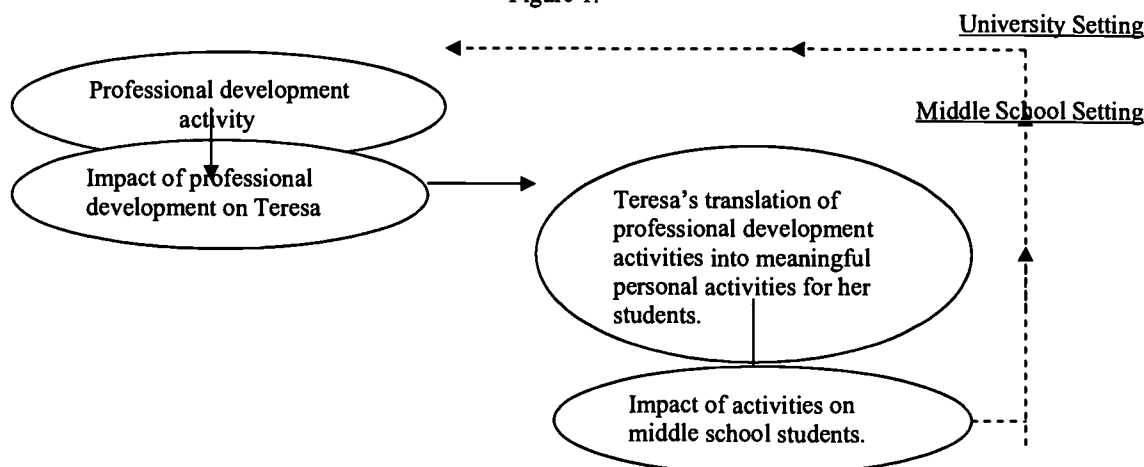 Figure 1.
University Setting
Professional development
activity
Middle School Setting
Impact of professional
development on Teresa
Teresa's translation of
professional development
activities into meaningful
personal activities for her
students.
Impact of activities on
middle school students.